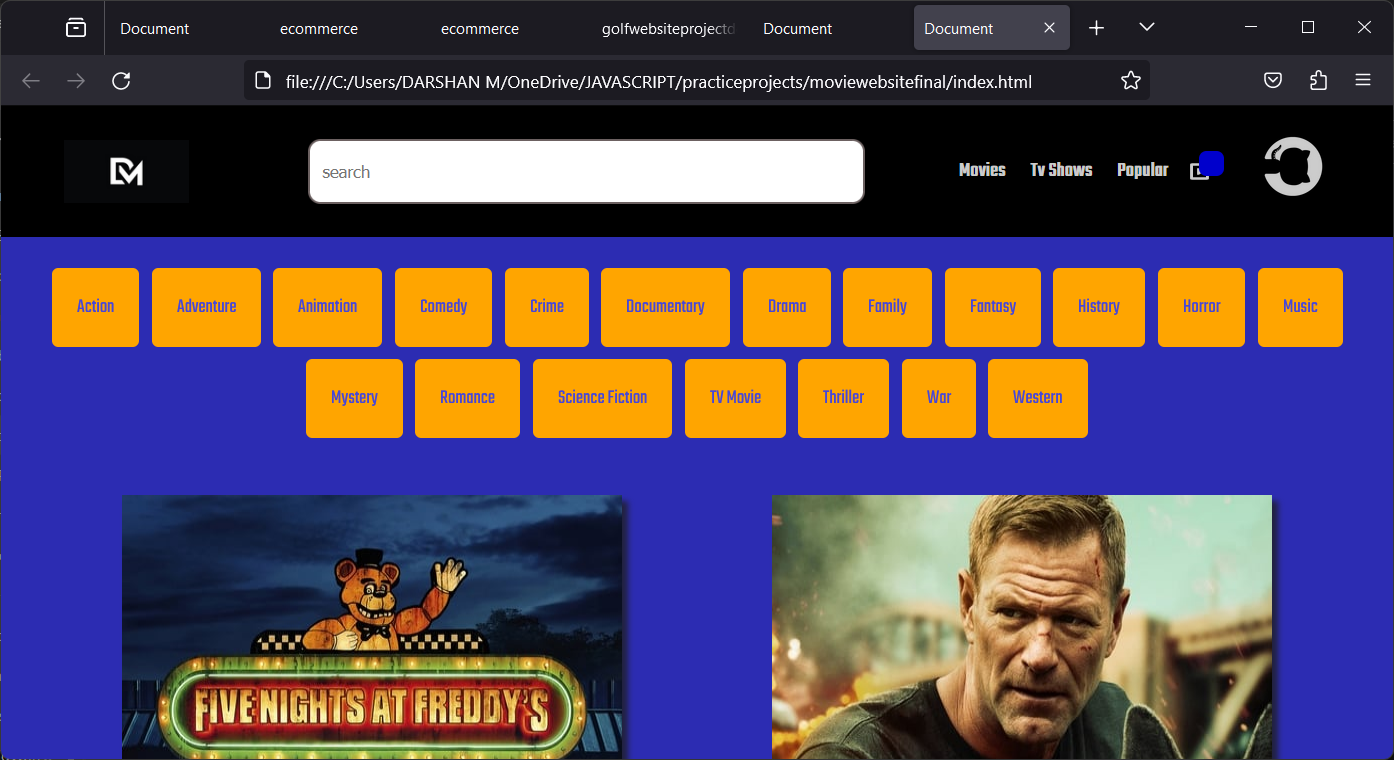 Document ecommerce ecommerce golfwebsiteprojectd Document Document
file:///C:/Users/DARSHAN M/OneDrive/JAVASCRIPT/practiceprojects/moviewebsitefinal/index.html
DM search Movies Tv Shows Popular
Action Adventure Animation Comedy Crime Documentary Drama Family Fantasy History Horror Music
Mystery Romance Science Fiction TV Movie Thriller War Western
FIVE NIGHTS AT FREDDY'S